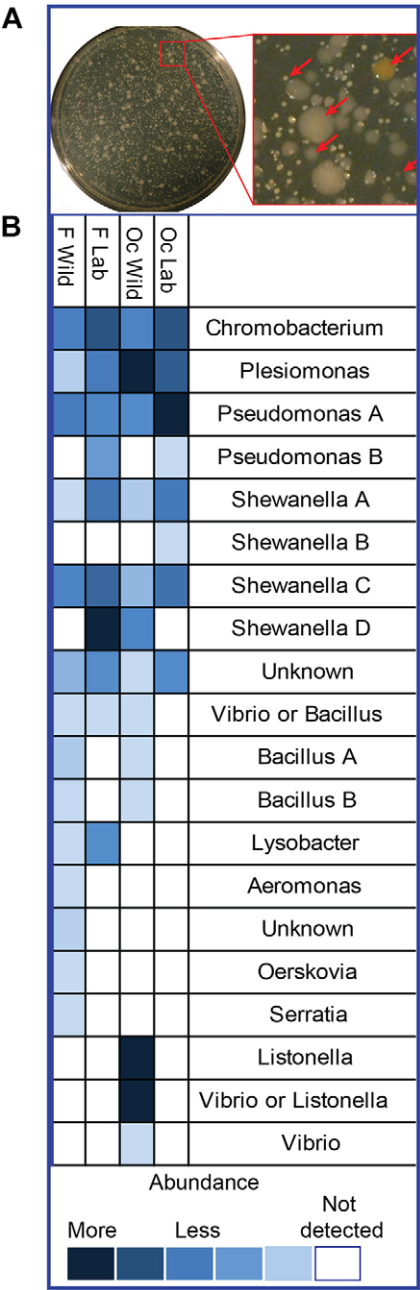 A
B
F Wild
F Lab
Oc Wild
Oc Lab
Chromobacterium
Plesiomonas
Pseudomonas A
Pseudomonas B
Shewanella A
Shewanella B
Shewanella C
Shewanella D
Unknown
Vibrio or Bacillus
Bacillus A
Bacillus B
Lysobacter
Aeromonas
Unknown
Oerskovia
Serratia
Listonella
Vibrio or Listonella
Vibrio
Abundance
More
Less
Not
detected